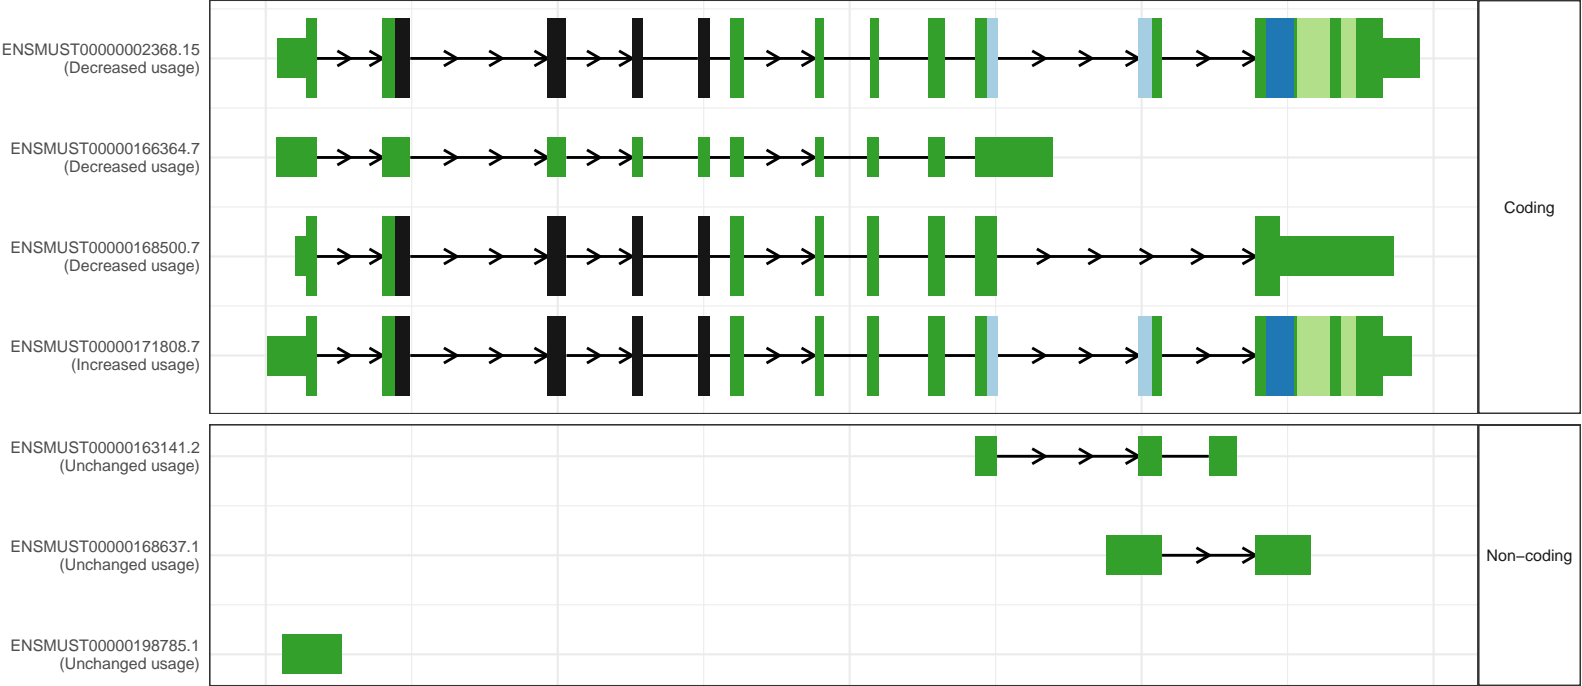 ENSMUST00000002368.15
(Decreased usage)
ENSMUST00000166364.7
(Decreased usage)
ENSMUST00000168500.7
(Decreased usage)
ENSMUST00000171808.7
(Increased usage)
Coding
ENSMUST00000163141.2
(Unchanged usage)
ENSMUST00000168637.1
(Unchanged usage)
ENSMUST00000198785.1
(Unchanged usage)
Non−coding